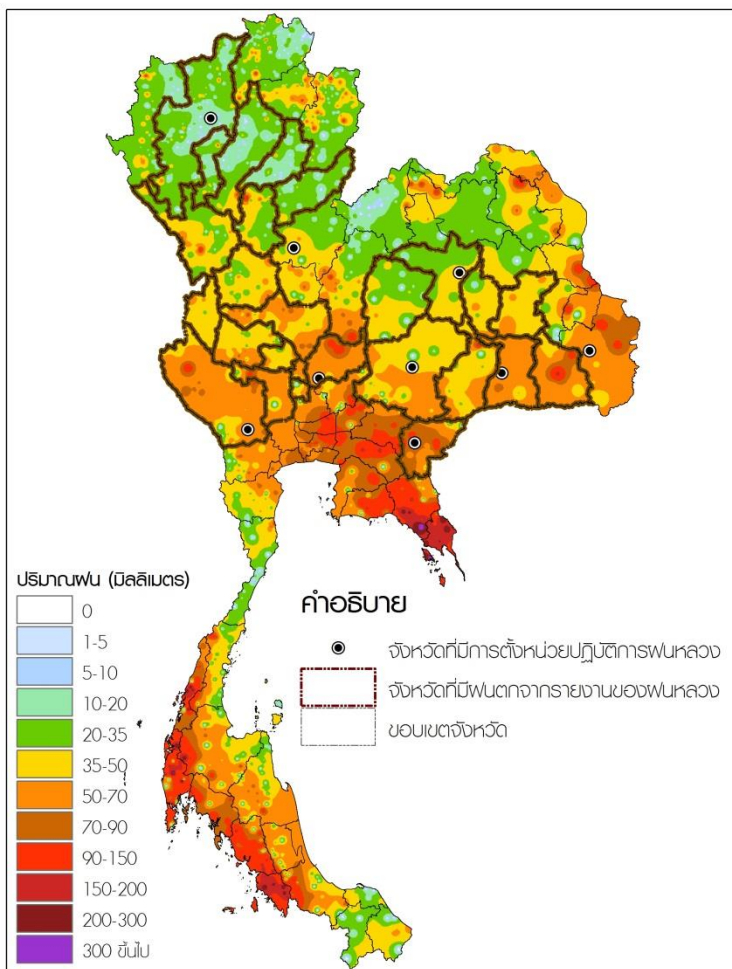 ปริมาณฝน (มิลลิเมตร)
0
1-5
5-10
10-20
20-35
35-50
50-70
70-90
90-150
150-200
200-300
300 ขึ้นไป
คำอธิบาย
จังหวัดที่มีการตั้งหน่วยปฏิบัติการฝนหลวง
จังหวัดที่มีฝนตกจากรายงานของฝนหลวง
ขอบเขตจังหวัด